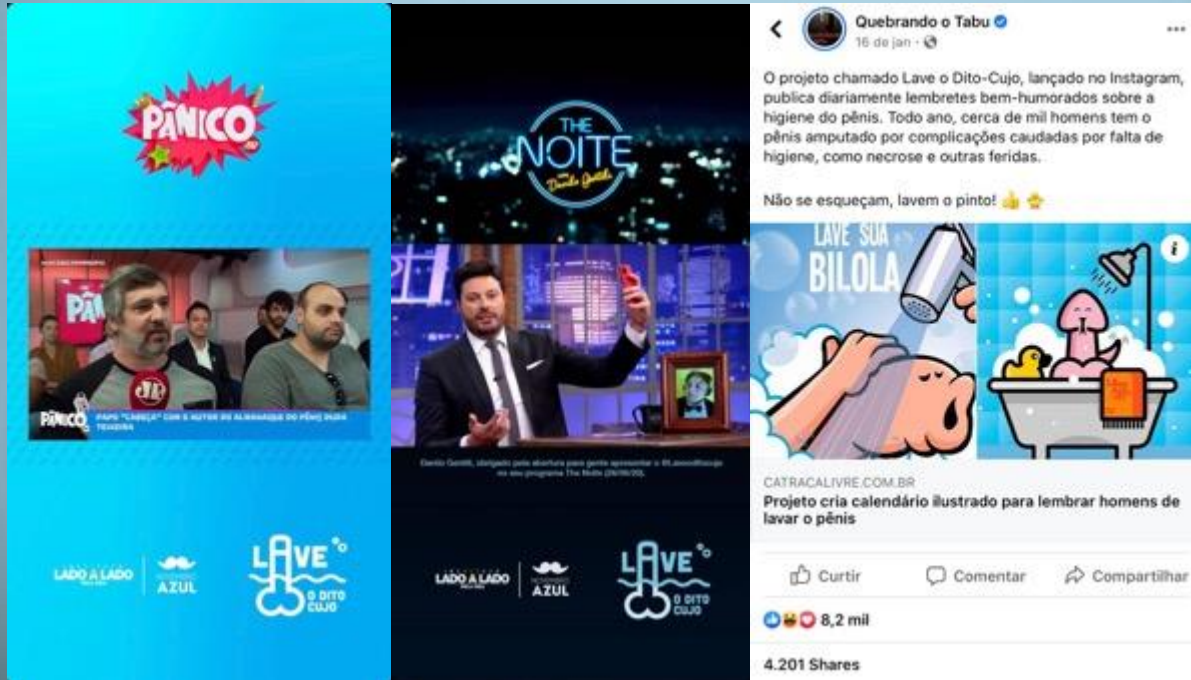 PÂNICO
PÂN
JP
PÂNICO
PAPO "CABEÇA" COM O AUTOR DO ALMANAQUE DO PÊNIS DUDA
TEIXEIRA
LADO A LADO
NOVEMBRO
AZUL
LAVE
O DITO
CUJO
THE
NOITE
COM
Danilo Gentili
Danilo Gentili, obrigado pela abertura para gente apresentar o @Laveoditocujo
no seu programa The Noite
LADO A LADO
NOVEMBRO
AZUL
LAVE
O DITO
CUJO
Quebrando o Tabu
16 de jan
O projeto chamado Lave o Dito-Cujo, lançado no Instagram,
publica diariamente lembretes bem-humorados sobre a
higiene do pênis. Todo ano, cerca de mil homens tem o
pênis amputado por complicações caudadas por falta de
higiene, como necrose e outras feridas.
Não se esqueçam, lavem o pinto! 👍
LAVE SUA
BILOLA
i
CATRACALIVRE.COM.BR
Projeto cria calendário ilustrado para lembrar homens de
lavar o pênis
Curtir
Comentar
Compartilhar
8,2 mil
4.201 Shares